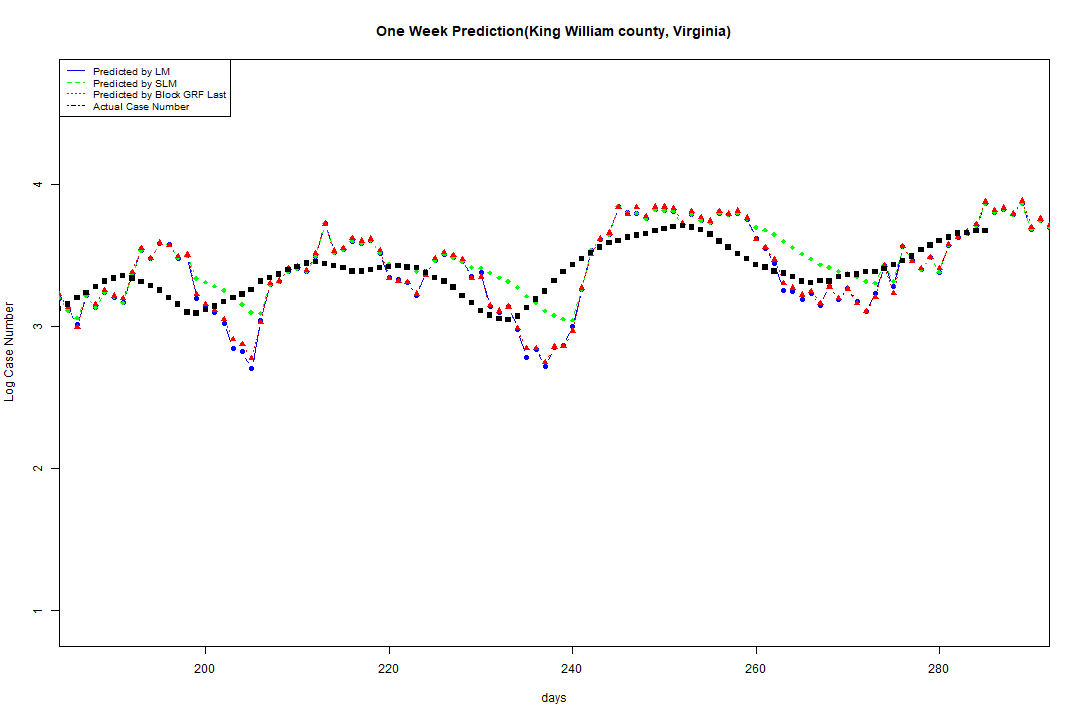 One Week Prediction(King William county, Virginia)
Predicted by LM
Predicted by SLM
Predicted by Block GRF Last
Actual Case Number
4
3
2
1
Log Case Number
200 220 240 260 280
days